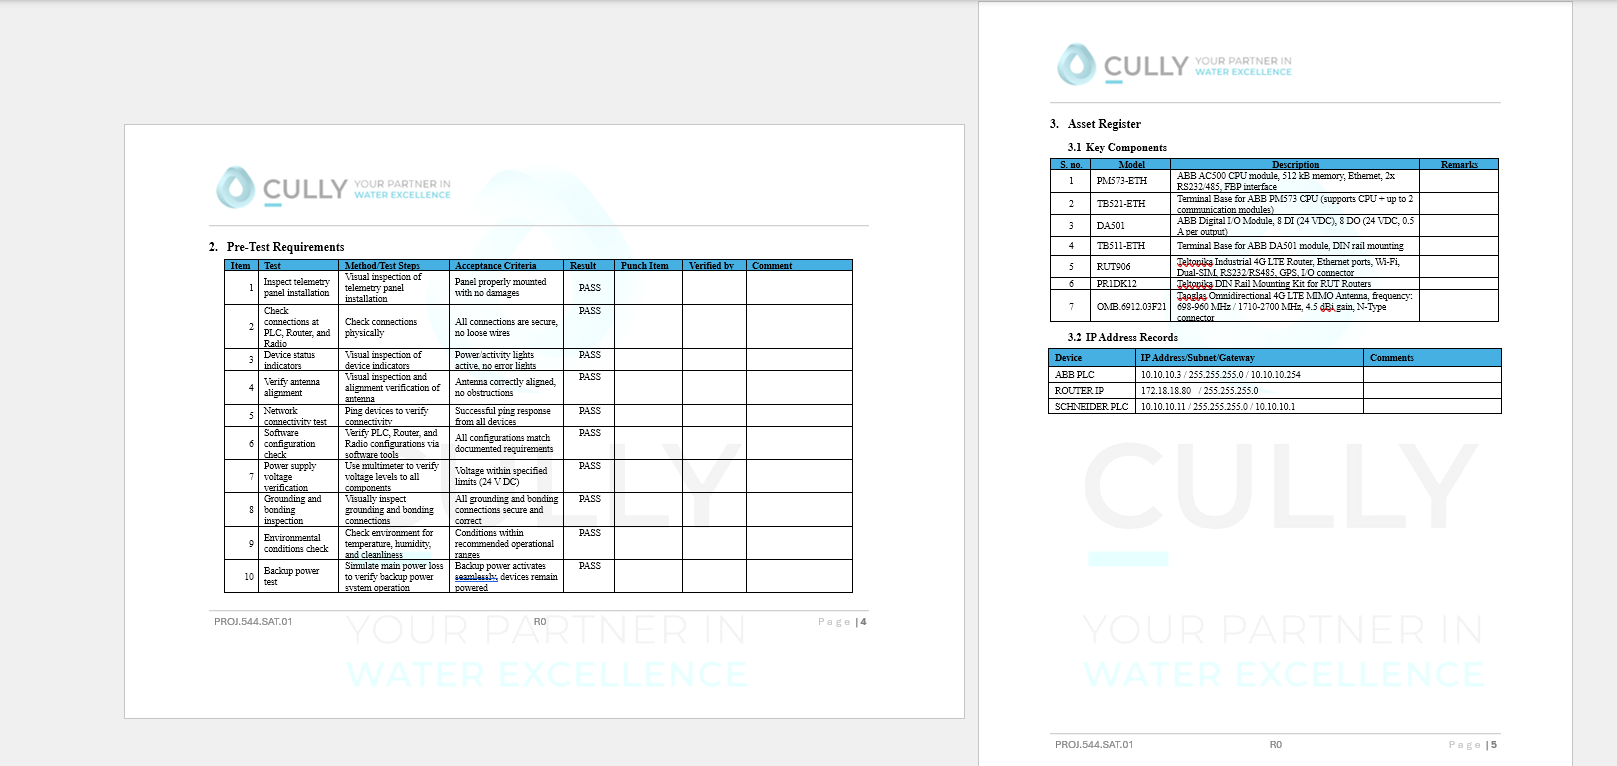 CULLY YOUR PARTNER IN
WATER EXCELLENCE
2. Pre-Test Requirements
Item Test Method/Test Steps Acceptance Criteria Result Punch Item Verified by Comment
1 Inspect telemetry panel installation Visual inspection of telemetry panel installation Panel properly mounted with no damages PASS
2 Check connections at PLC, Router, and Radio Check connections physically All connections are secure, no loose wires PASS
3 Device status indicators Visual inspection of device indicators Power/activity lights active, no error lights PASS
4 Verify antenna alignment Visual inspection and alignment verification of antenna Antenna correctly aligned, no obstructions PASS
5 Network connectivity test Ping devices to verify connectivity Successful ping response from all devices PASS
6 Software configuration check Verify PLC, Router, and Radio configurations via software tools All configurations match documented requirements PASS
7 Power supply voltage verification Use multimeter to verify voltage levels to all components Voltage within specified limits (24 V DC) PASS
8 Grounding and bonding inspection Visually inspect grounding and bonding connections All grounding and bonding connections secure and correct PASS
9 Environmental conditions check Check environment for temperature, humidity, and cleanliness Conditions within recommended operational ranges PASS
10 Backup power test Simulate main power loss to verify backup power system operation Backup power activates seamlessly, devices remain powered PASS
CULLY
YOUR PARTNER IN
WATER EXCELLENCE
PROJ.544.SAT.01 R0 Page |4
CULLY YOUR PARTNER IN
WATER EXCELLENCE
3. Asset Register
3.1 Key Components
S. no. Model Description Remarks
1 PM573-ETH ABB AC500 CPU module, 512 kB memory, Ethernet, 2x RS232/485, FBP interface
2 TB521-ETH Terminal Base for ABB PM573 CPU (supports CPU + up to 2 communication modules)
3 DA501 ABB Digital I/O Module, 8 DI (24 VDC), 8 DO (24 VDC, 0.5 A per output)
4 TB511-ETH Terminal Base for ABB DA501 module, DIN rail mounting
5 RUT906 Teltonika Industrial 4G LTE Router, Ethernet ports, Wi-Fi, Dual-SIM, RS232/RS485, GPS, I/O connector
6 PR1DK12 Teltonika DIN Rail Mounting Kit for RUT Routers
7 OMB.6912.03F21 Taoglas Omnidirectional 4G LTE MIMO Antenna, frequency: 698-960 MHz / 1710-2700 MHz, 4.5 dBi gain, N-Type connector
3.2 IP Address Records
Device IP Address/Subnet/Gateway Comments
ABB PLC 10.10.10.3 / 255.255.255.0 / 10.10.10.254
ROUTER IP 172.18.18.80 / 255.255.255.0
SCHNEIDER PLC 10.10.10.11 / 255.255.255.0 / 10.10.10.1
CULLY
YOUR PARTNER IN
WATER EXCELLENCE
PROJ.544.SAT.01 R0 Page |5